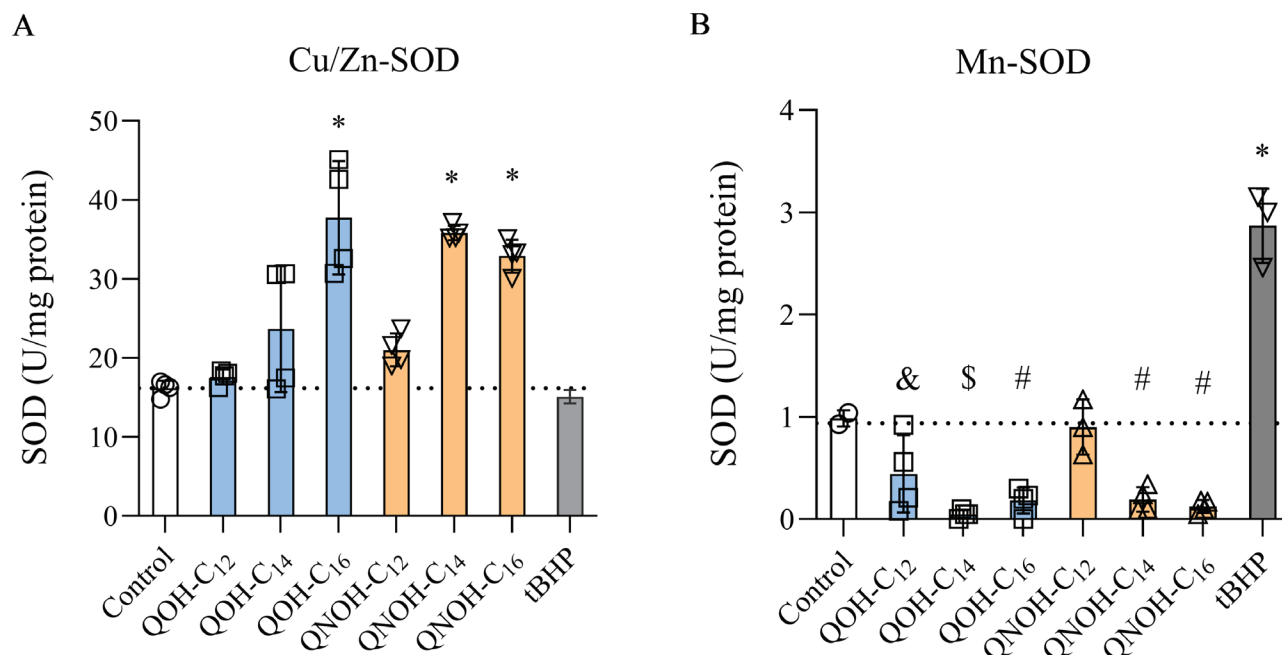 A
Cu/Zn-SOD
SOD (U/mg protein)
50
40
30
20
10
0
*
*
*
Control
QOH-C₁₂
QOH-C₁₄
QOH-C₁₆
QNOH-C₁₂
QNOH-C₁₄
QNOH-C₁₆
tBHP
B
Mn-SOD
SOD (U/mg protein)
4
3
2
1
0
&
$
#
#
#
*
Control
QOH-C₁₂
QOH-C₁₄
QOH-C₁₆
QNOH-C₁₂
QNOH-C₁₄
QNOH-C₁₆
tBHP